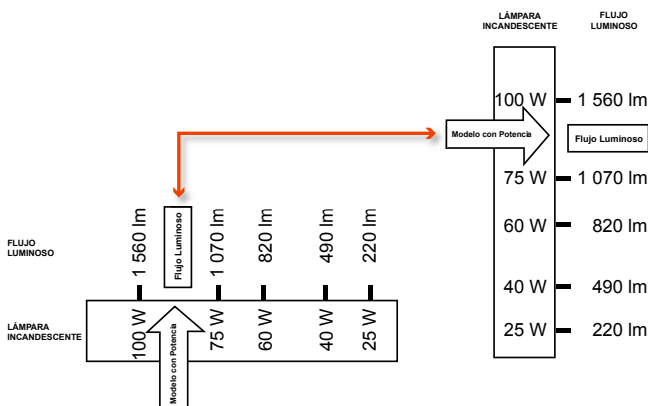 LÁMPARA
INCANDESCENTE
FLUJO
LUMINOSO
100 W
1 560 lm
Modelo con Potencia
Flujo Luminoso
75 W
1 070 lm
60 W
820 lm
40 W
490 lm
25 W
220 lm
FLUJO
LUMINOSO
1 560 lm
Flujo Luminoso
1 070 lm
820 lm
490 lm
220 lm
LÁMPARA
INCANDESCENTE
100 W
Modelo con Potencia
75 W
60 W
40 W
25 W